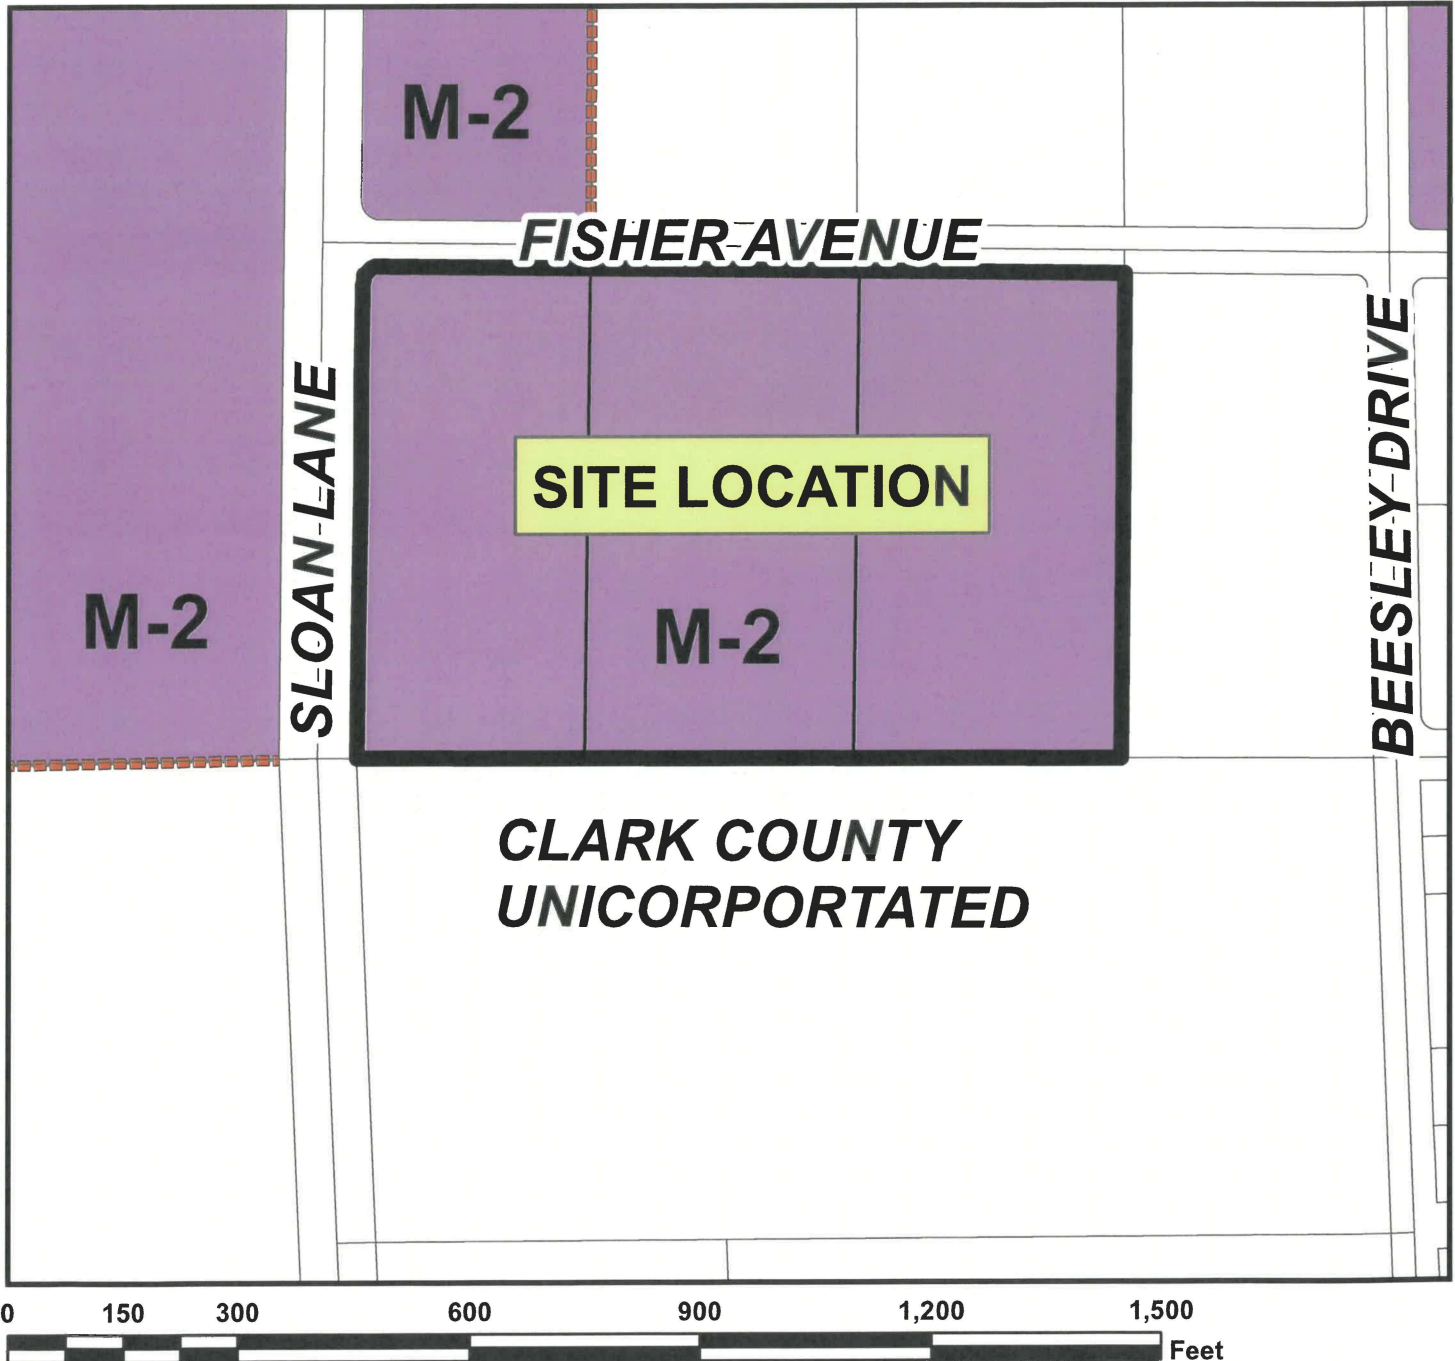 M-2
FISHER AVENUE
SLOAN LANE
BEESLEY DRIVE
SITE LOCATION
M-2
M-2
CLARK COUNTY
UNICORPORTATED
0 150 300 600 900 1,200 1,500
Feet